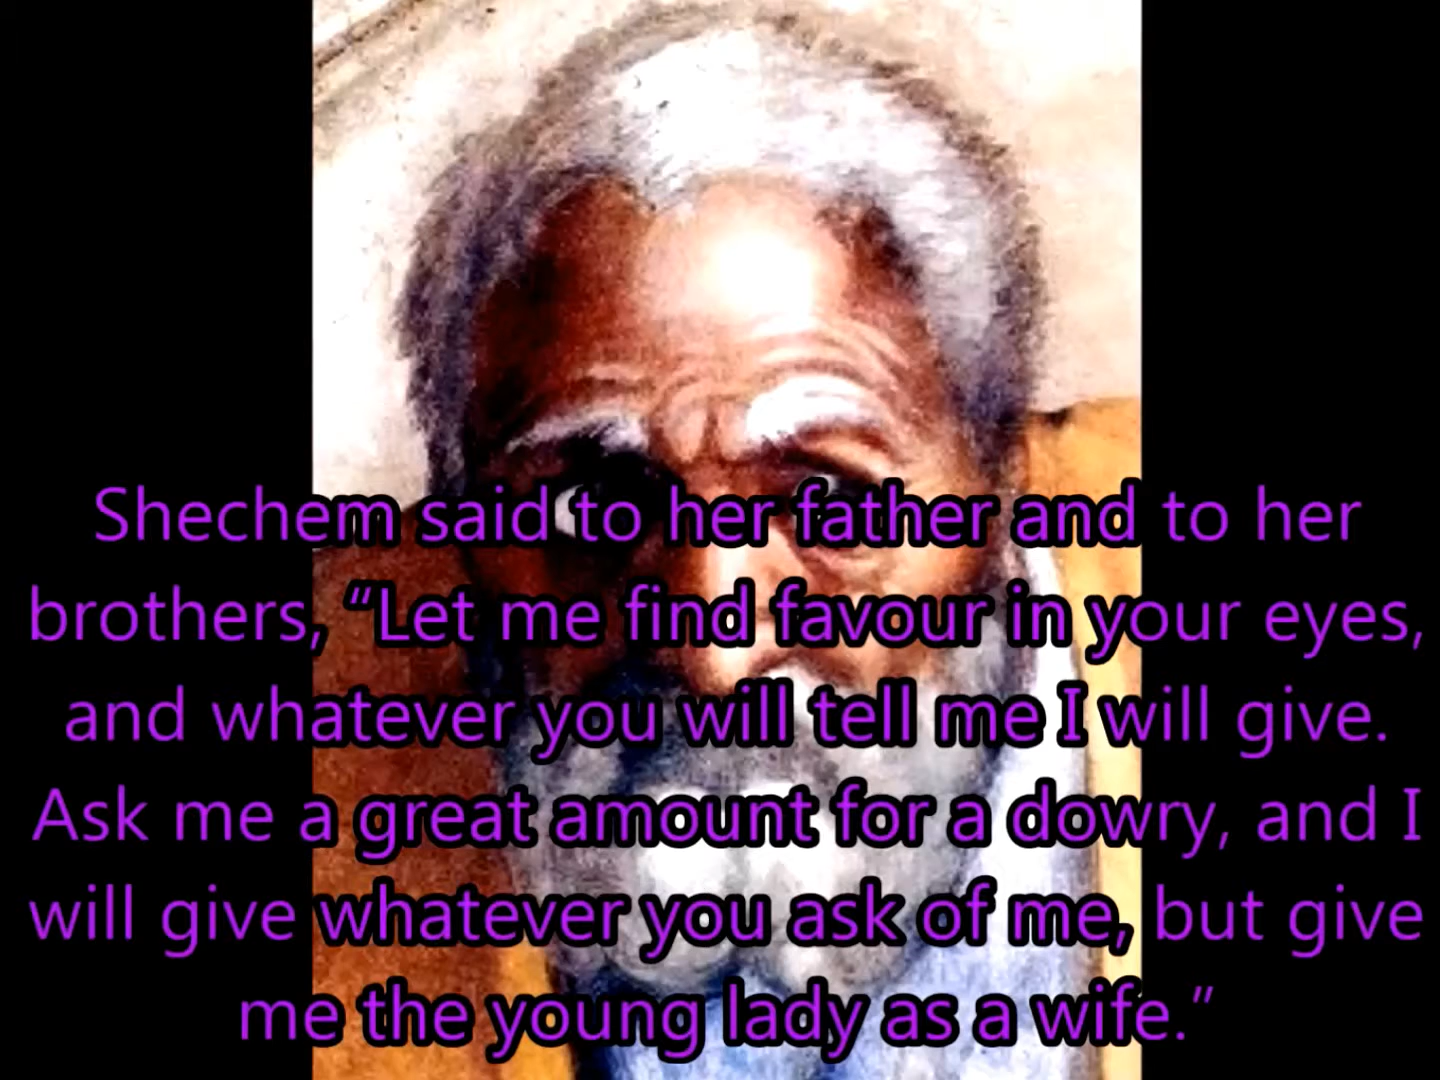 Shechem said to her father and to her
brothers, “Let me find favour in your eyes,
and whatever you will tell me I will give.
Ask me a great amount for a dowry, and I
will give whatever you ask of me, but give
me the young lady as a wife.”